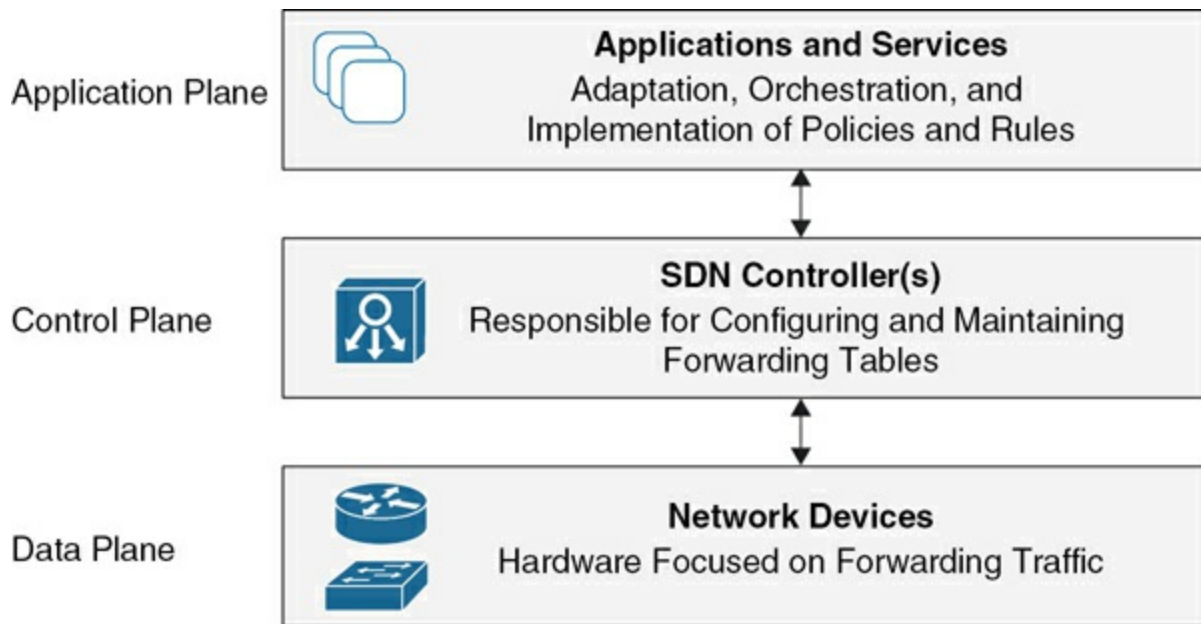 Application Plane
Applications and Services
Adaptation, Orchestration, and
Implementation of Policies and Rules
Control Plane
SDN Controller(s)
Responsible for Configuring and Maintaining
Forwarding Tables
Data Plane
Network Devices
Hardware Focused on Forwarding Traffic